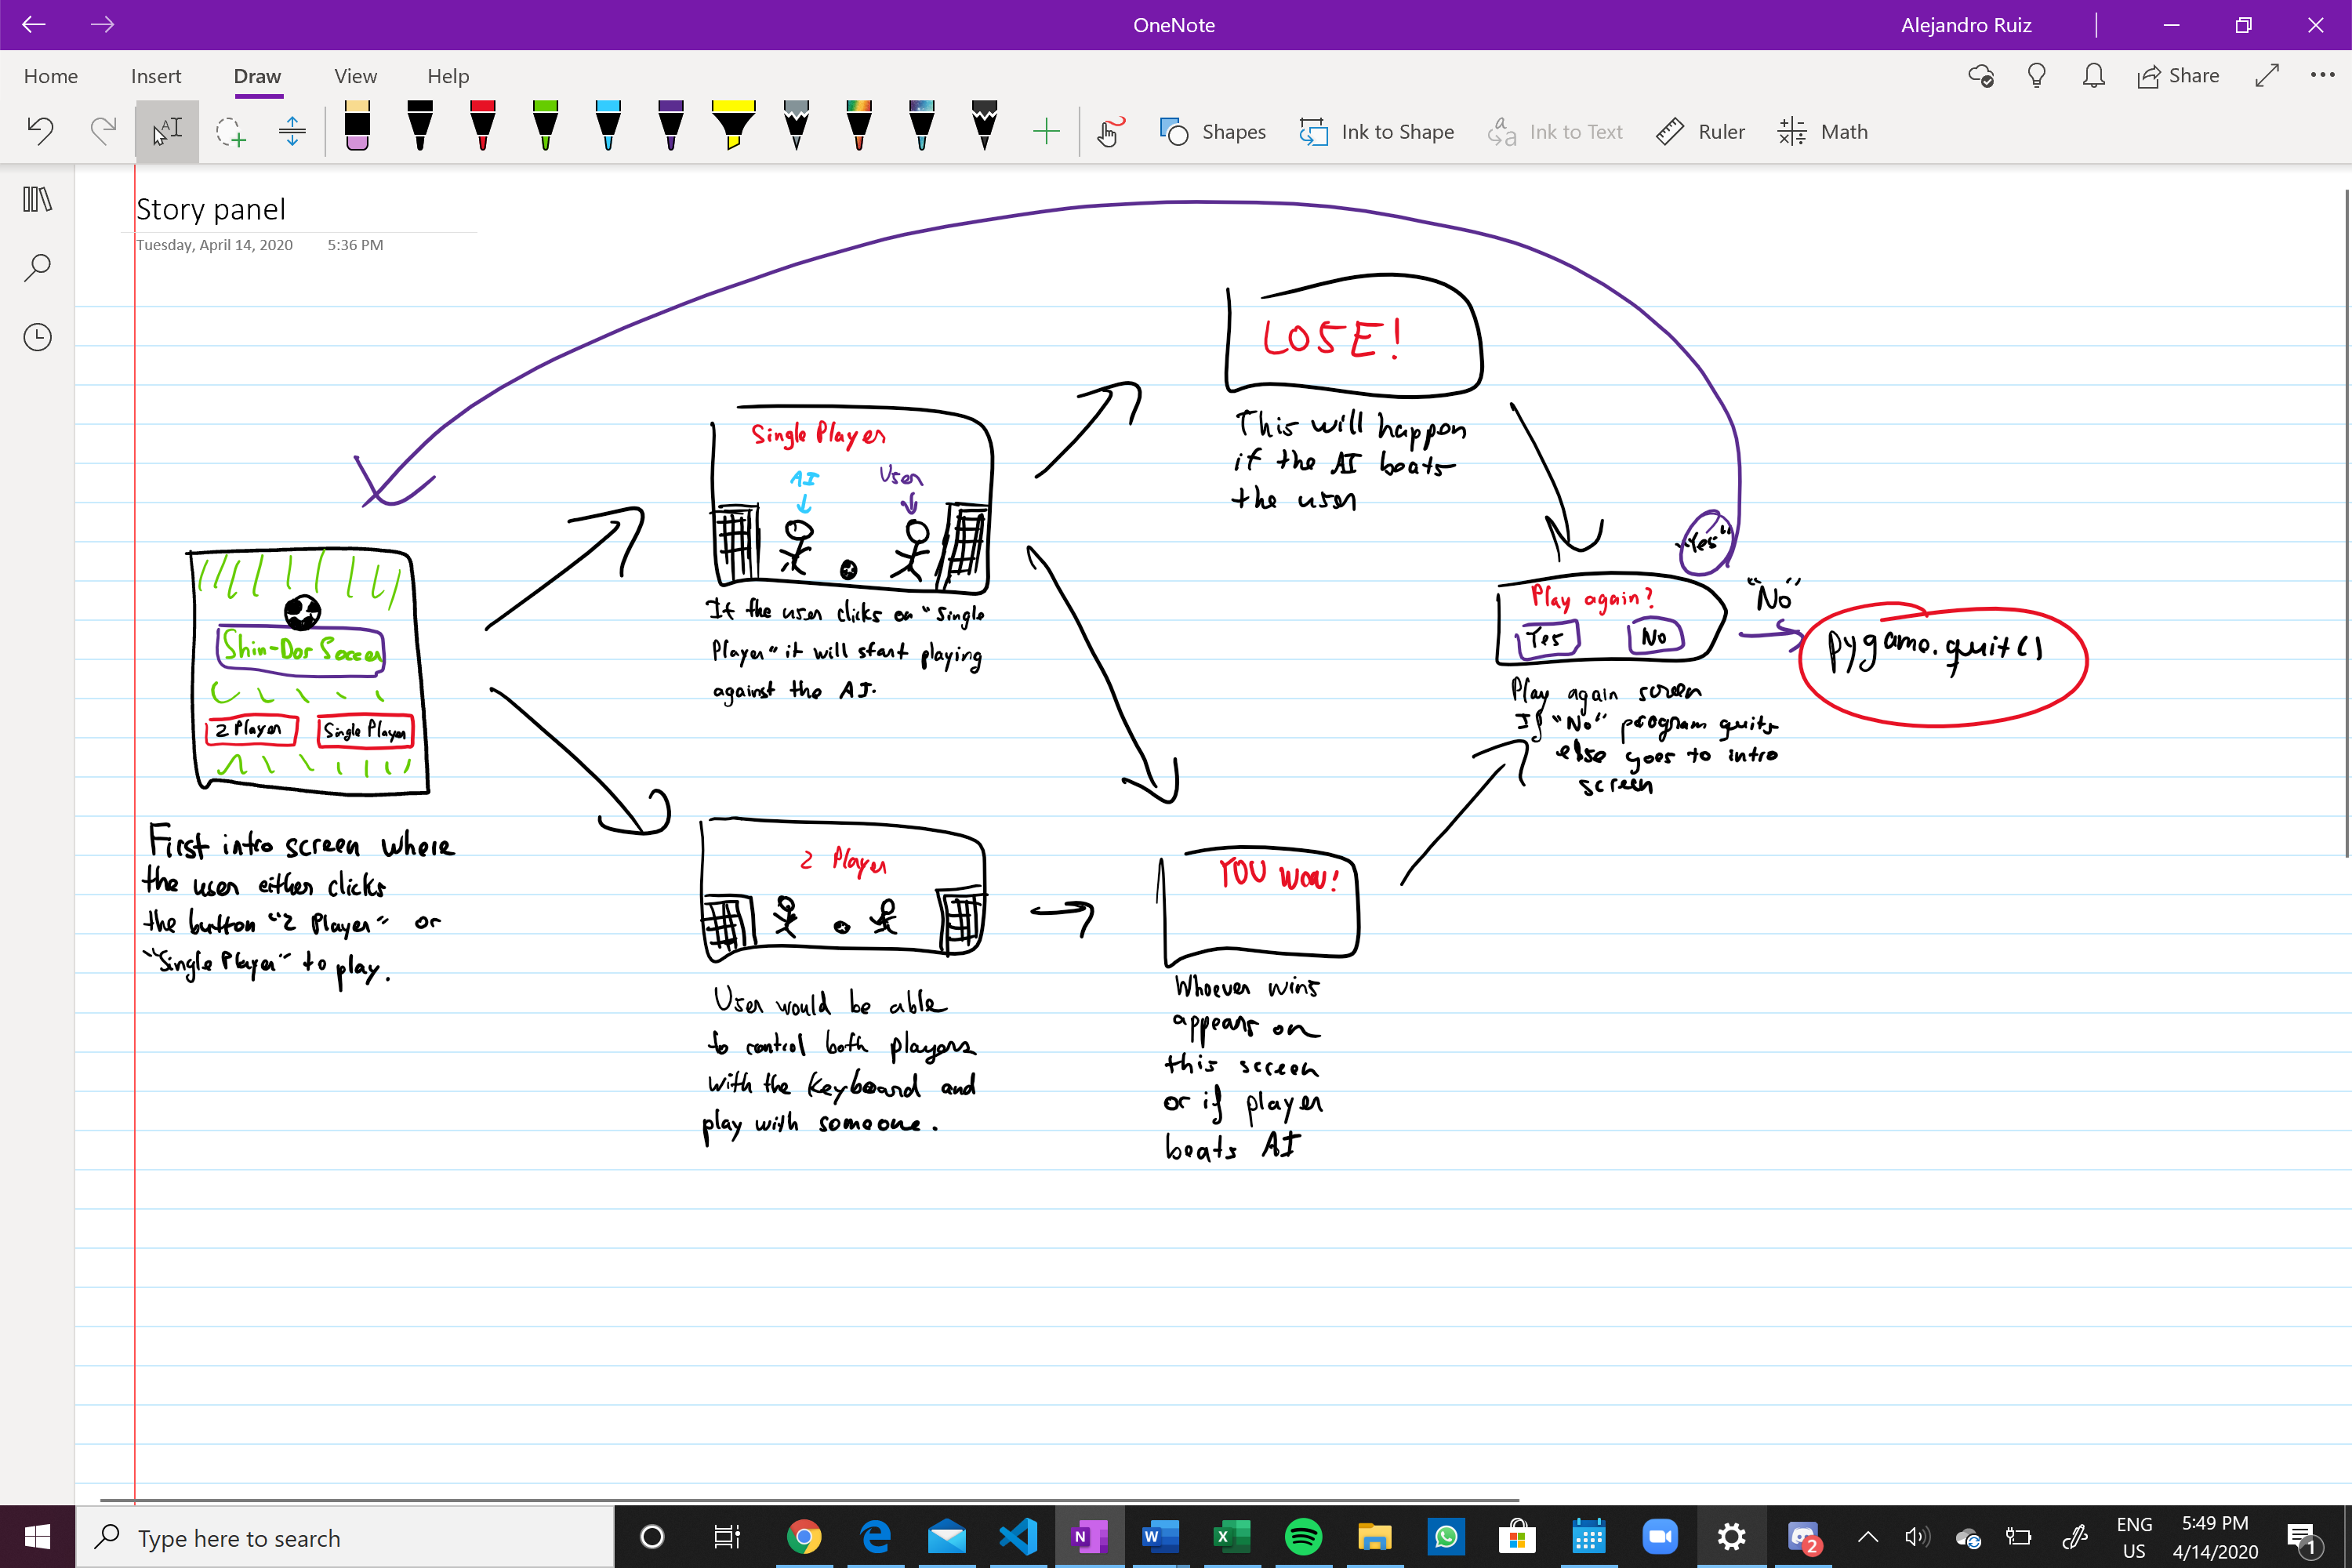 OneNote
Alejandro Ruiz
Home Insert Draw View Help
Share
Shapes Ink to Shape Ink to Text Ruler Math
Story panel
Tuesday, April 14, 2020 5:36 PM
LOSE!
This will happen
if the AI beats
the user
Single Player
AI User
If the user clicks on "Single
Player" it will start playing
against the AI.
Shin-Dor Soccer
2 Player Single Player
First intro screen where
the user either clicks
the button "2 Player" or
"Single Player" to play.
2 Player
User would be able
to control both players
with the keyboard and
play with someone.
YOU WON!
Whoever wins
appears on
this screen
or if player
beats AI
"Yes"
Play again?
Yes No
"No"
pygame.quit()
Play again screen
If "No" program quits
else goes to intro
screen
Type here to search
ENG
US
5:49 PM
4/14/2020
2
1